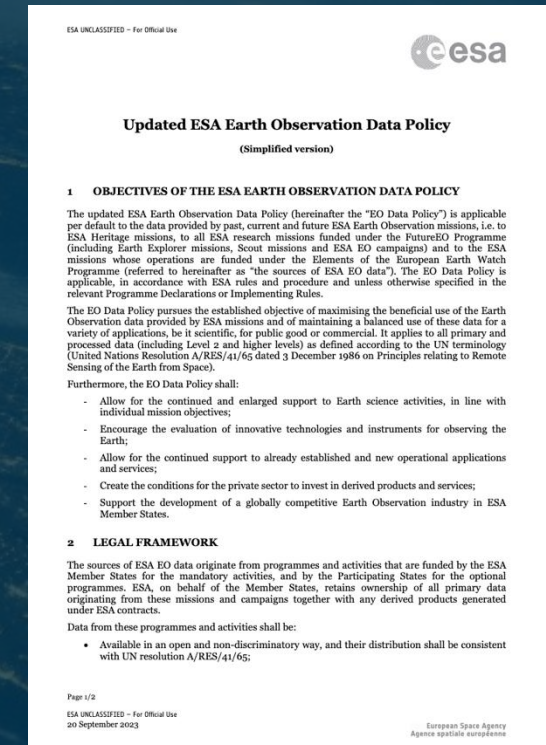 ESA UNCLASSIFIED – For Official Use
esa
Updated ESA Earth Observation Data Policy
(Simplified version)
1 OBJECTIVES OF THE ESA EARTH OBSERVATION DATA POLICY
The updated ESA Earth Observation Data Policy (hereinafter the “EO Data Policy”) is applicable
per default to the data provided by past, current and future ESA Earth Observation missions, i.e. to
ESA Heritage missions, to all ESA research missions funded under the FutureEO Programme
(including Earth Explorer missions, Scout missions and ESA EO campaigns) and to the ESA
missions whose operations are funded under the Elements of the European Earth Watch
Programme (referred to hereinafter as “the sources of ESA EO data”). The EO Data Policy is
applicable, in accordance with ESA rules and procedure and unless otherwise specified in the
relevant Programme Declarations or Implementing Rules.
The EO Data Policy pursues the established objective of maximising the beneficial use of the Earth
Observation data provided by ESA missions and of maintaining a balanced use of these data for a
variety of applications, be it scientific, for public good or commercial. It applies to all primary and
processed data (including Level 2 and higher levels) as defined according to the UN terminology
(United Nations Resolution A/RES/41/65 dated 3 December 1986 on Principles relating to Remote
Sensing of the Earth from Space).
Furthermore, the EO Data Policy shall:
- Allow for the continued and enlarged support to Earth science activities, in line with
individual mission objectives;
- Encourage the evaluation of innovative technologies and instruments for observing the
Earth;
- Allow for the continued support to already established and new operational applications
and services;
- Create the conditions for the private sector to invest in derived products and services;
- Support the development of a globally competitive Earth Observation industry in ESA
Member States.
2 LEGAL FRAMEWORK
The sources of ESA EO data originate from programmes and activities that are funded by the ESA
Member States for the mandatory activities, and by the Participating States for the optional
programmes. ESA, on behalf of the Member States, retains ownership of all primary data
originating from these missions and campaigns together with any derived products generated
under ESA contracts.
Data from these programmes and activities shall be:
• Available in an open and non-discriminatory way, and their distribution shall be consistent
with UN resolution A/RES/41/65;
Page 1/2
ESA UNCLASSIFIED – For Official Use
20 September 2023
European Space Agency
Agence spatiale européenne